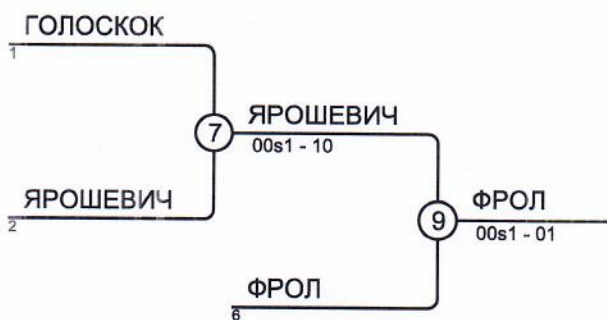 ГОЛОСКОК
1
7
ЯРОШЕВИЧ
00s1 - 10
ЯРОШЕВИЧ
2
9
ФРОЛ
00s1 - 01
ФРОЛ
6